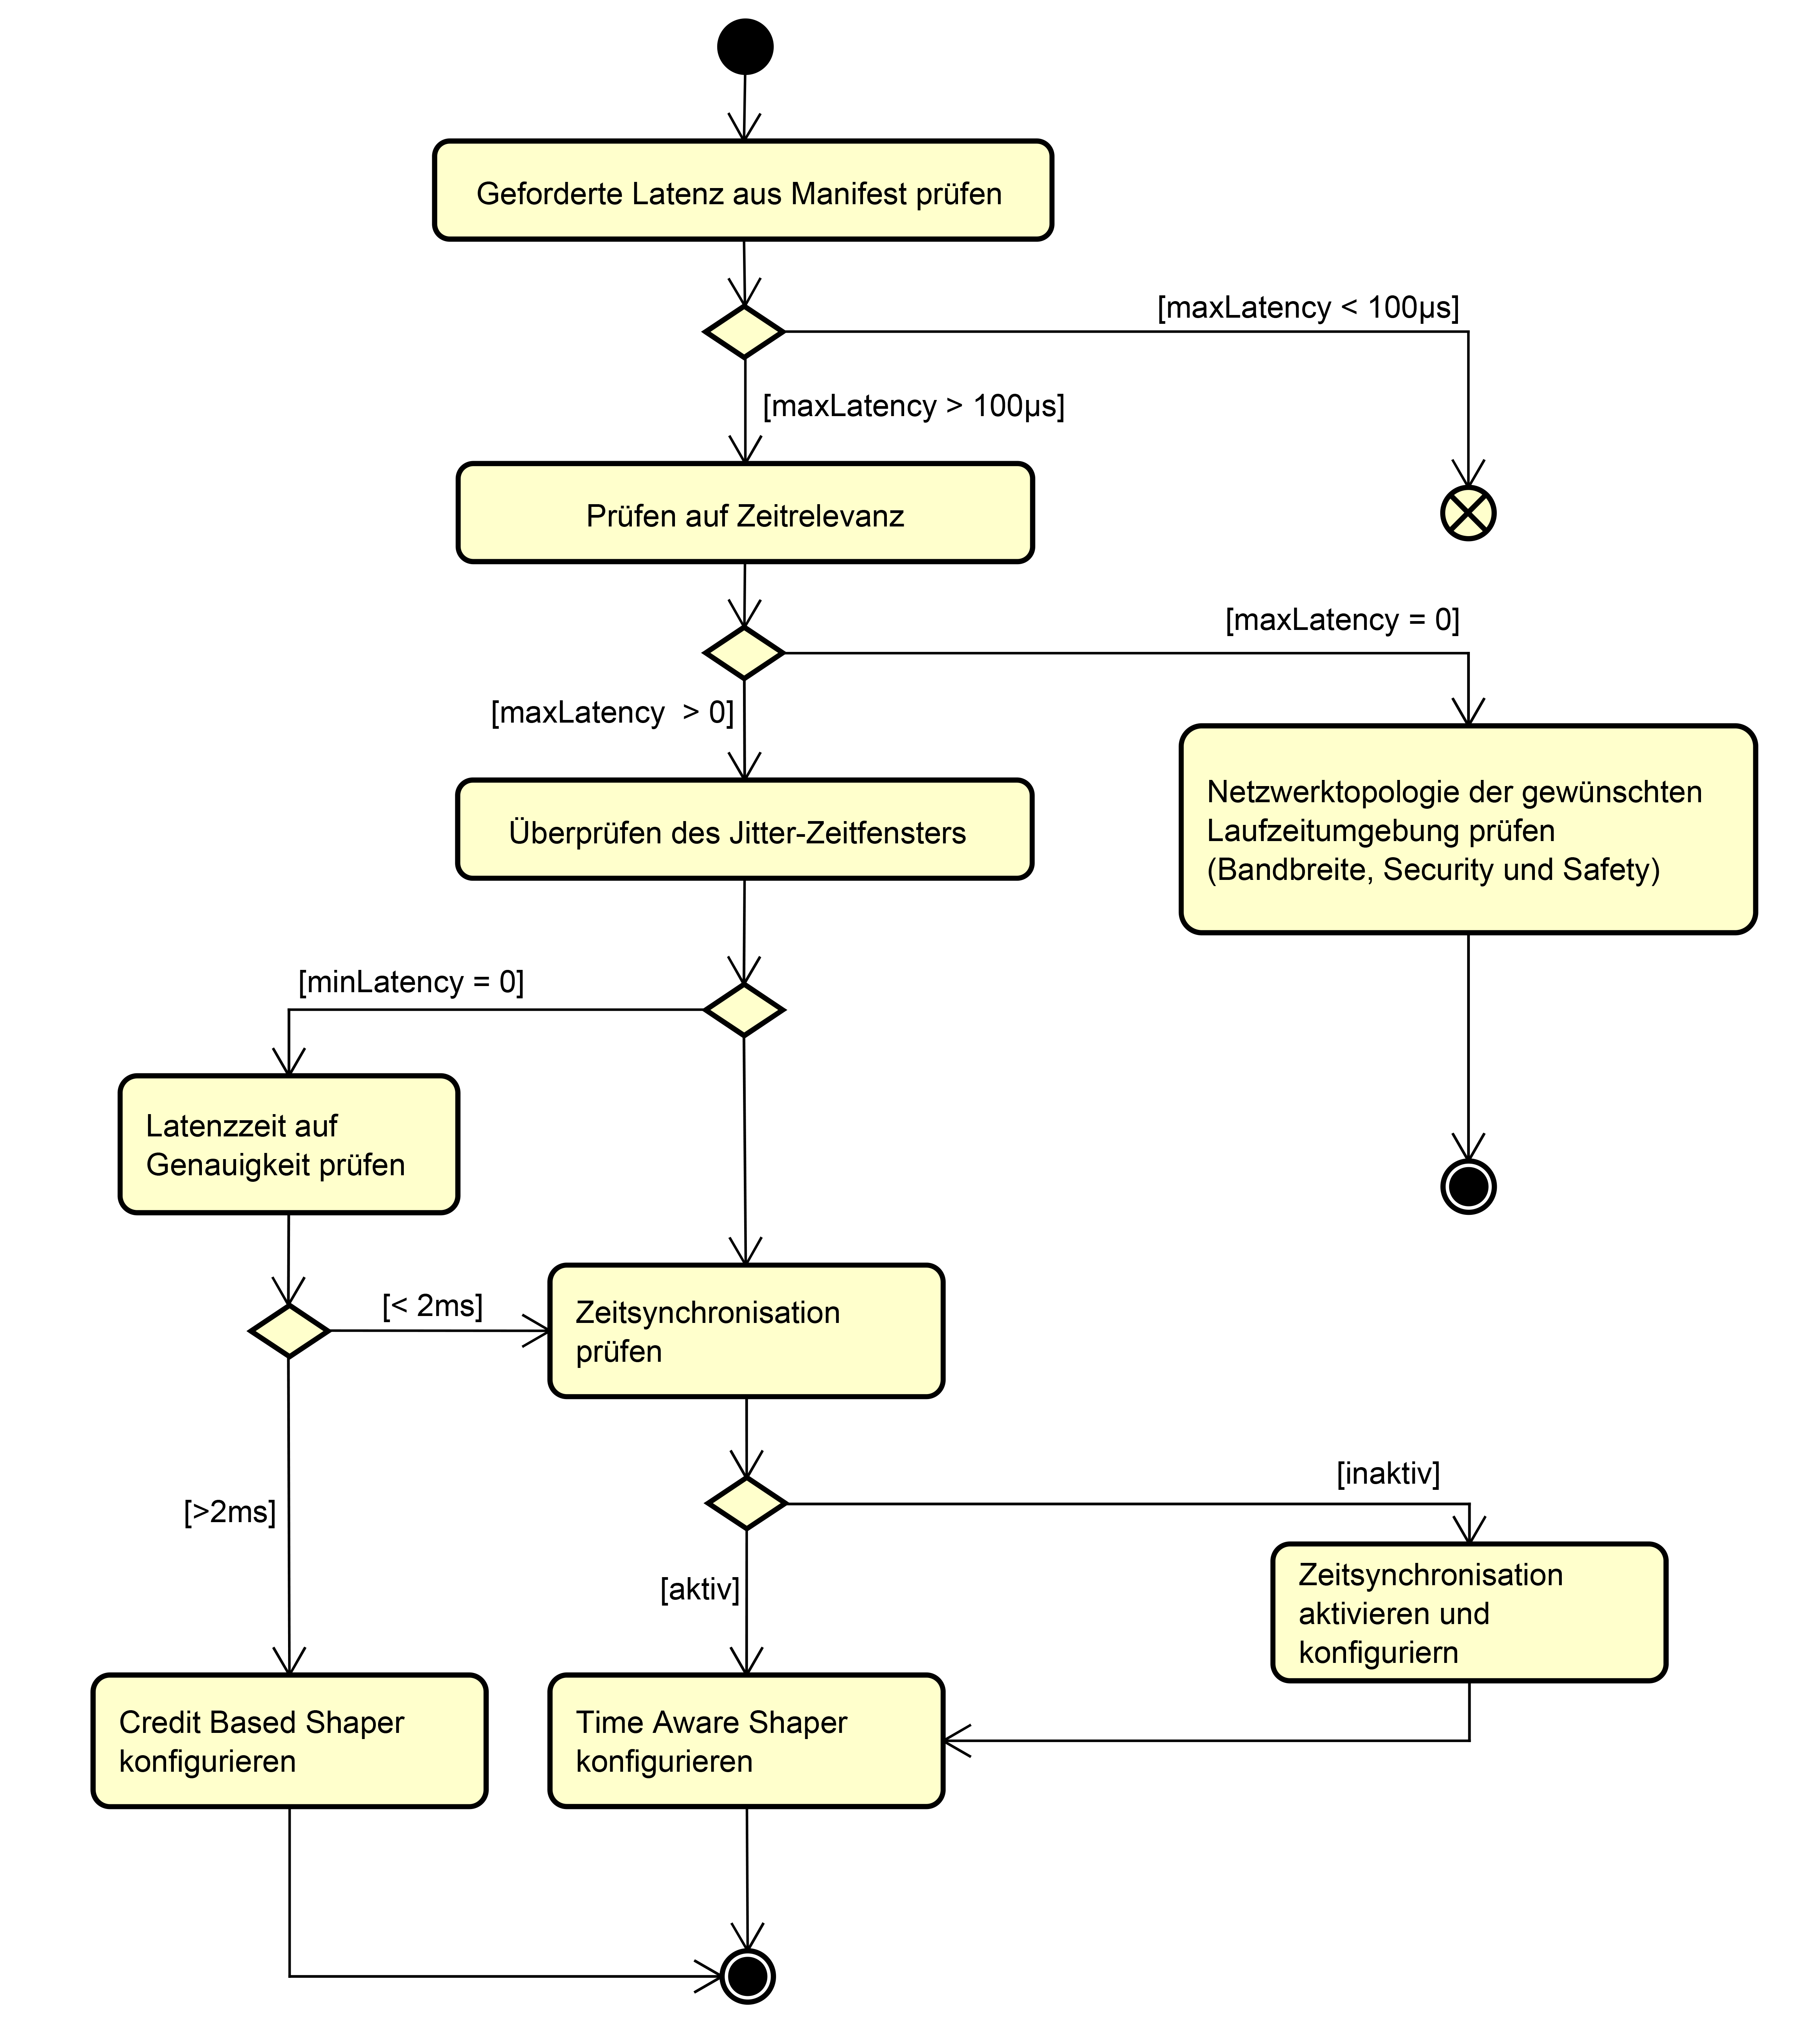 Geforderte Latenz aus Manifest prüfen
[maxLatency < 100µs]
[maxLatency > 100µs]
Prüfen auf Zeitrelevanz
[maxLatency = 0]
[maxLatency  > 0]
Netzwerktopologie der gewünschten
Laufzeitumgebung prüfen
(Bandbreite, Security und Safety)
Überprüfen des Jitter-Zeitfensters
[minLatency = 0]
Latenzzeit auf
Genauigkeit prüfen
[< 2ms]
Zeitsynchronisation
prüfen
[inaktiv]
[>2ms]
[aktiv]
Zeitsynchronisation
aktivieren und
konfiguriern
Credit Based Shaper
konfigurieren
Time Aware Shaper
konfigurieren